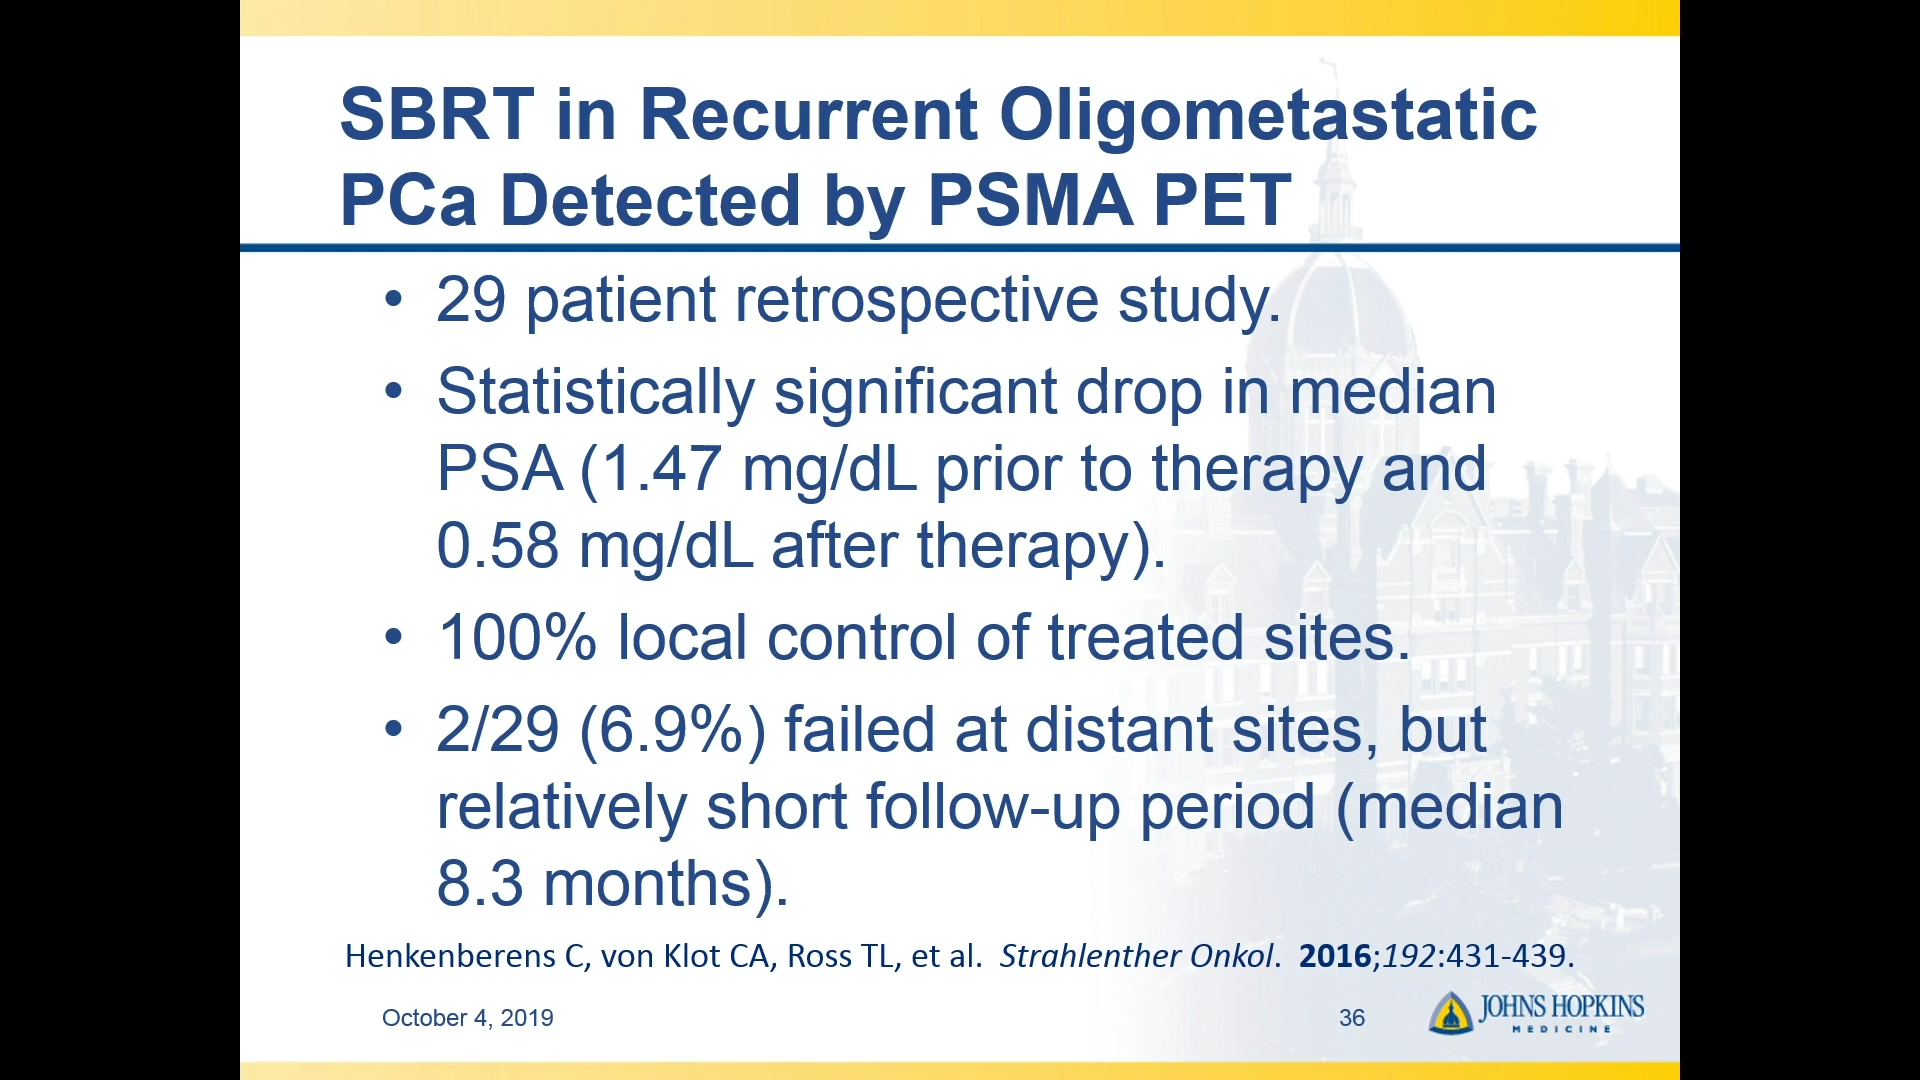 SBRT in Recurrent Oligometastatic
PCa Detected by PSMA PET
• 29 patient retrospective study.
• Statistically significant drop in median
PSA (1.47 mg/dL prior to therapy and
0.58 mg/dL after therapy).
• 100% local control of treated sites.
• 2/29 (6.9%) failed at distant sites, but
relatively short follow-up period (median
8.3 months).
Henkenberens C, von Klot CA, Ross TL, et al. Strahlenther Onkol. 2016;192:431-439.
October 4, 2019
36
JOHNS HOPKINS
MEDICINE